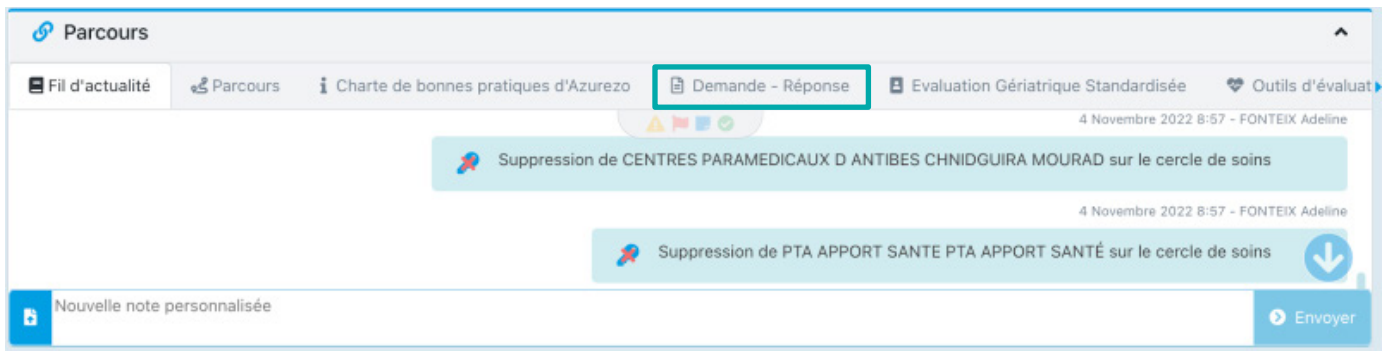 Parcours
Fil d'actualité Parcours Charte de bonnes pratiques d'Azurezo Demande - Réponse Evaluation Gériatrique Standardisée Outils d'évaluat
4 Novembre 2022 8:57 - FONTEIX Adeline
Suppression de CENTRES PARAMEDICAUX D ANTIBES CHNIDGUIRA MOURAD sur le cercle de soins
4 Novembre 2022 8:57 - FONTEIX Adeline
Suppression de PTA APPORT SANTE PTA APPORT SANTÉ sur le cercle de soins
Nouvelle note personnalisée
Envoyer